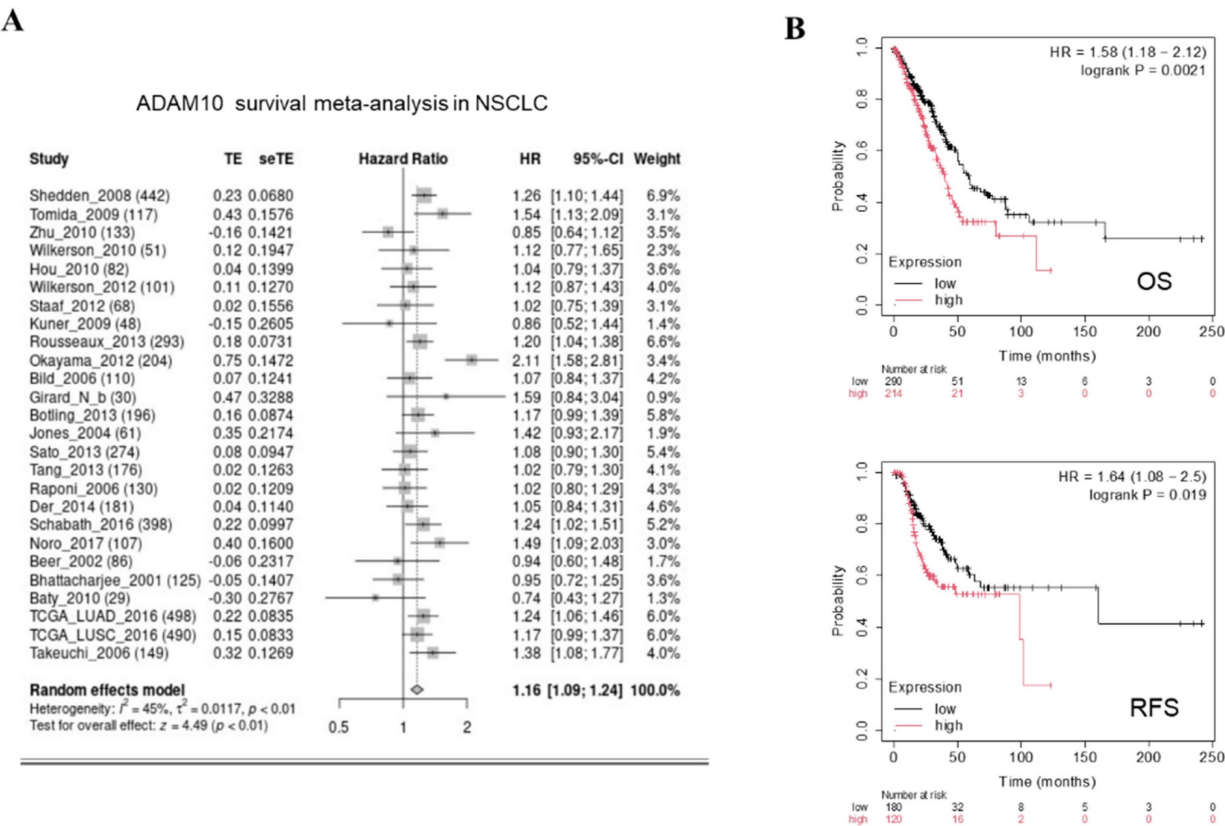 A
ADAM10 survival meta-analysis in NSCLC
Study TE seTE Hazard Ratio HR 95%-CI Weight
Shedden_2008 (442) 0.23 0.0680 1.26 [1.10; 1.44] 6.9%
Tomida_2009 (117) 0.43 0.1576 1.54 [1.13; 2.09] 3.1%
Zhu_2010 (133) -0.16 0.1421 0.85 [0.64; 1.12] 3.5%
Wilkerson_2010 (51) 0.12 0.1947 1.12 [0.77; 1.65] 2.3%
Hou_2010 (82) 0.04 0.1399 1.04 [0.79; 1.37] 3.6%
Wilkerson_2012 (101) 0.11 0.1270 1.12 [0.87; 1.43] 4.0%
Staaf_2012 (68) 0.02 0.1556 1.02 [0.75; 1.39] 3.1%
Kuner_2009 (48) -0.15 0.2605 0.86 [0.52; 1.44] 1.4%
Rousseaux_2013 (293) 0.18 0.0731 1.20 [1.04; 1.38] 6.6%
Okayama_2012 (204) 0.75 0.1472 2.11 [1.58; 2.81] 3.4%
Bild_2006 (110) 0.07 0.1241 1.07 [0.84; 1.37] 4.2%
Girard_N_b (30) 0.47 0.3288 1.59 [0.84; 3.04] 0.9%
Botling_2013 (196) 0.16 0.0874 1.17 [0.99; 1.39] 5.8%
Jones_2004 (61) 0.35 0.2174 1.42 [0.93; 2.17] 1.9%
Sato_2013 (274) 0.08 0.0947 1.08 [0.90; 1.30] 5.4%
Tang_2013 (176) 0.02 0.1263 1.02 [0.79; 1.30] 4.1%
Raponi_2006 (130) 0.02 0.1209 1.02 [0.80; 1.29] 4.3%
Der_2014 (181) 0.04 0.1140 1.05 [0.84; 1.31] 4.6%
Schabath_2016 (398) 0.22 0.0997 1.24 [1.02; 1.51] 5.2%
Noro_2017 (107) 0.40 0.1600 1.49 [1.09; 2.03] 3.0%
Beer_2002 (86) -0.06 0.2317 0.94 [0.60; 1.48] 1.7%
Bhattacharjee_2001 (125) -0.05 0.1407 0.95 [0.72; 1.25] 3.6%
Baty_2010 (29) -0.30 0.2767 0.74 [0.43; 1.27] 1.3%
TCGA_LUAD_2016 (498) 0.22 0.0835 1.24 [1.06; 1.46] 6.0%
TCGA_LUSC_2016 (490) 0.15 0.0833 1.17 [0.99; 1.37] 6.0%
Takeuchi_2006 (149) 0.32 0.1269 1.38 [1.08; 1.77] 4.0%
Random effects model 1.16 [1.09; 1.24] 100.0%
Heterogeneity: I² = 45%, τ² = 0.0117, p < 0.01
Test for overall effect: z = 4.49 (p < 0.01)
0.5 1 2
B
HR = 1.58 (1.18 − 2.12)
logrank P = 0.0021
Probability
1.0
0.8
0.6
0.4
0.2
0.0
Expression
low
high
OS
0 50 100 150 200 250
Time (months)
Number at risk
low 290 51 13 6 3 0
high 214 21 3 0 0 0
HR = 1.64 (1.08 − 2.5)
logrank P = 0.019
Probability
1.0
0.8
0.6
0.4
0.2
0.0
Expression
low
high
RFS
0 50 100 150 200 250
Time (months)
Number at risk
low 180 32 8 5 3 0
high 120 16 2 0 0 0